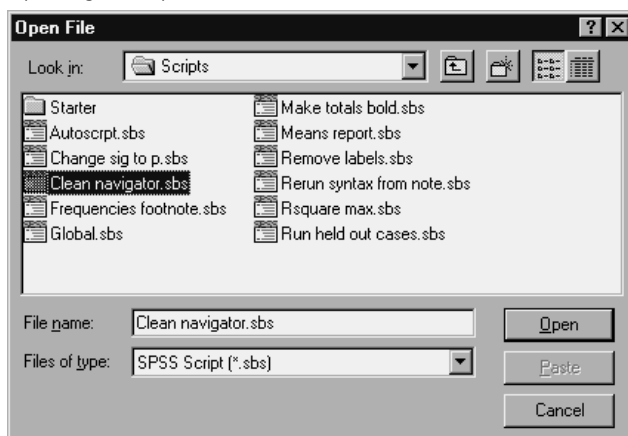 Open File
Look in: Scripts
Starter
Autoscrpt.sbs
Change sig to p.sbs
Clean navigator.sbs
Frequencies footnote.sbs
Global.sbs
Make totals bold.sbs
Means report.sbs
Remove labels.sbs
Rerun syntax from note.sbs
Rsquare max.sbs
Run held out cases.sbs
File name: Clean navigator.sbs
Open
Files of type: SPSS Script (*.sbs)
Paste
Cancel